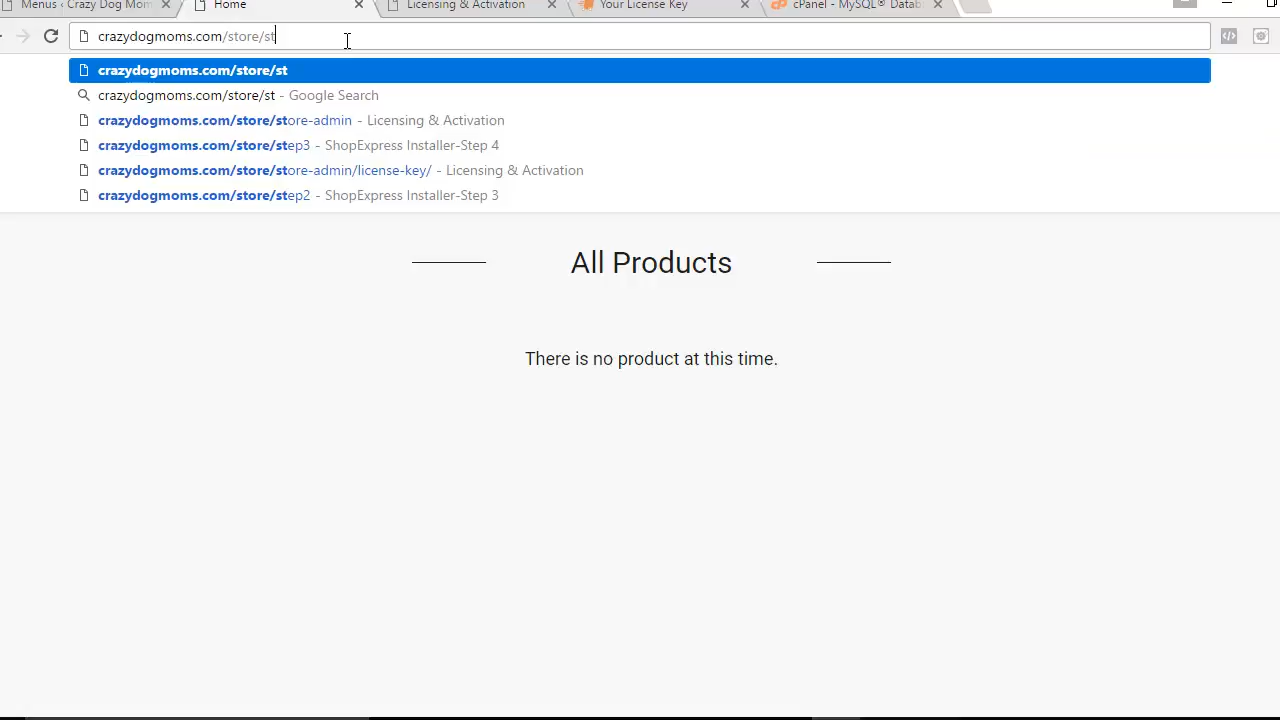 Menus ‹ Crazy Dog Mom
Home
Licensing & Activation
Your License Key
cPanel - MySQL® Datab
crazydogmoms.com/store/st
crazydogmoms.com/store/st
crazydogmoms.com/store/st - Google Search
crazydogmoms.com/store/store-admin - Licensing & Activation
crazydogmoms.com/store/step3 - ShopExpress Installer-Step 4
crazydogmoms.com/store/store-admin/license-key/ - Licensing & Activation
crazydogmoms.com/store/step2 - ShopExpress Installer-Step 3
All Products
There is no product at this time.